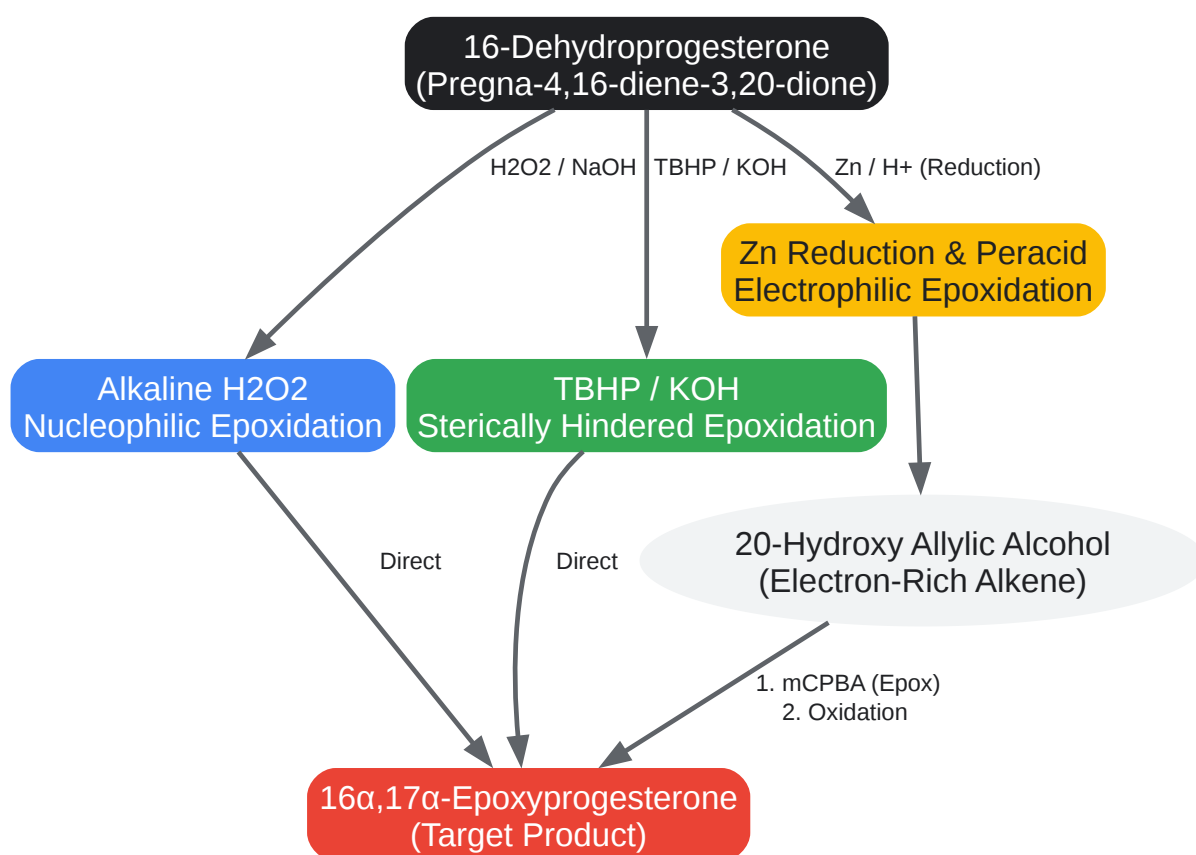 16-Dehydroprogesterone
(Pregna-4,16-diene-3,20-dione)
H2O2 / NaOH
TBHP / KOH
Zn / H+ (Reduction)
Zn Reduction & Peracid
Electrophilic Epoxidation
Alkaline H2O2
Nucleophilic Epoxidation
TBHP / KOH
Sterically Hindered Epoxidation
20-Hydroxy Allylic Alcohol
(Electron-Rich Alkene)
Direct
Direct
1. mCPBA (Epox)
2. Oxidation
16α,17α-Epoxyprogesterone
(Target Product)